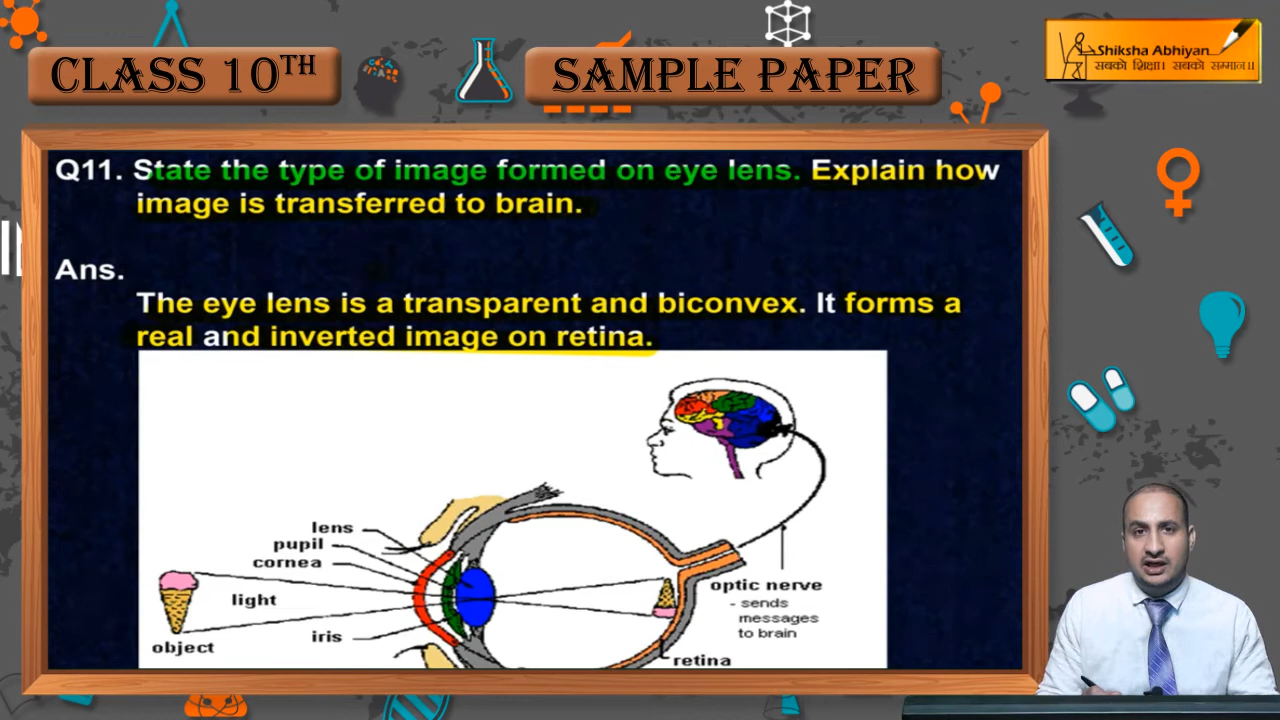 CLASS 10TH
SAMPLE PAPER
Shiksha Abhiyan
सबको शिक्षा। सबको सम्मान।।
Q11. State the type of image formed on eye lens. Explain how
image is transferred to brain.
Ans.
The eye lens is a transparent and biconvex. It forms a
real and inverted image on retina.
lens
pupil
cornea
light
iris
object
optic nerve
- sends
messages
to brain
retina